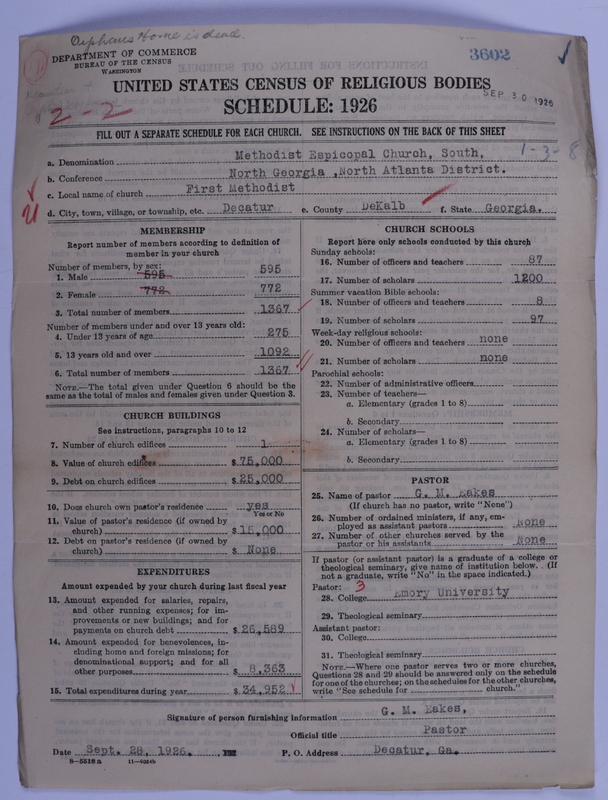 Orphans Home is dead.
DEPARTMENT OF COMMERCE
BUREAU OF THE CENSUS
WASHINGTON
3602
2-2
UNITED STATES CENSUS OF RELIGIOUS BODIES
SCHEDULE: 1926
SEP 30 1926
FILL OUT A SEPARATE SCHEDULE FOR EACH CHURCH. SEE INSTRUCTIONS ON THE BACK OF THIS SHEET
1-3-8
a. Denomination Methodist Espicopal Church, South,
b. Conference North Georgia ,North Atlanta District.
c. Local name of church First Methodist
d. City, town, village, or township, etc. Decatur e. County DeKalb f. State Georgia.
MEMBERSHIP
Report number of members according to definition of
member in your church
Number of members, by sex:
1. Male 595 595
2. Female 772 772
3. Total number of members 1367
Number of members under and over 13 years old:
4. Under 13 years of age 275
5. 13 years old and over 1092
6. Total number of members 1367
NOTE.—The total given under Question 6 should be the
same as the total of males and females given under Question 3.
CHURCH BUILDINGS
See instructions, paragraphs 10 to 12
7. Number of church edifices 1
8. Value of church edifices $ 75,000
9. Debt on church edifices $ 25,000
10. Does church own pastor's residence yes
Yes or No
11. Value of pastor's residence (if owned by
church) $ 15,000
12. Debt on pastor's residence (if owned by
church) $ None
EXPENDITURES
Amount expended by your church during last fiscal year
13. Amount expended for salaries, repairs,
and other running expenses; for im-
provements or new buildings; and for
payments on church debt $ 26,589
14. Amount expended for benevolences, in-
cluding home and foreign missions; for
denominational support; and for all
other purposes $ 8,363
15. Total expenditures during year $ 34,952
CHURCH SCHOOLS
Report here only schools conducted by this church
Sunday schools:
16. Number of officers and teachers 87
17. Number of scholars 1200
Summer vacation Bible schools:
18. Number of officers and teachers 8
19. Number of scholars 97
Week-day religious schools:
20. Number of officers and teachers none
21. Number of scholars none
Parochial schools:
22. Number of administrative officers
23. Number of teachers—
a. Elementary (grades 1 to 8)
b. Secondary
24. Number of scholars—
a. Elementary (grades 1 to 8)
b. Secondary
PASTOR
25. Name of pastor G. M. Eakes
(If church has no pastor, write "None")
26. Number of ordained ministers, if any, em-
ployed as assistant pastors None
27. Number of other churches served by the
pastor or his assistants None
If pastor (or assistant pastor) is a graduate of a college or
theological seminary, give name of institution below. (If
not a graduate, write "No" in the space indicated.)
Pastor: 3
28. College Emory University
29. Theological seminary
Assistant pastor:
30. College
31. Theological seminary
NOTE.—Where one pastor serves two or more churches,
Questions 28 and 29 should be answered only on the schedule
for one of the churches; on the schedules for the other churches,
write "See schedule for church."
Signature of person furnishing information G. M. Eakes,
Official title Pastor
Date Sept. 28, 1926. P. O. Address Decatur, Ga.
8-5518a 11-9024b